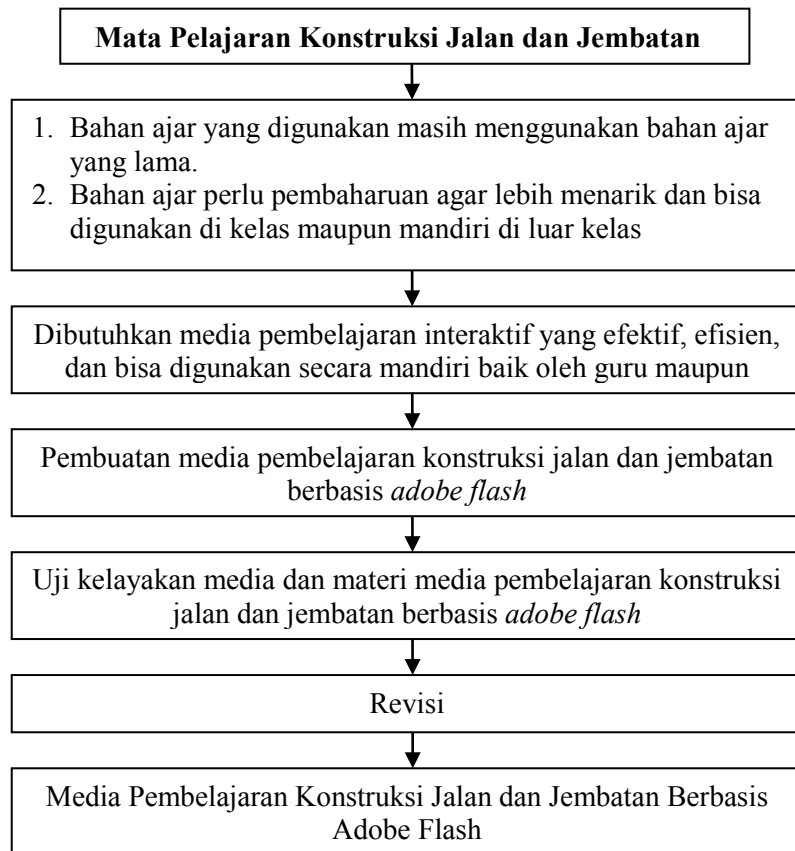 Mata Pelajaran Konstruksi Jalan dan Jembatan
1. Bahan ajar yang digunakan masih menggunakan bahan ajar
yang lama.
2. Bahan ajar perlu pembaharuan agar lebih menarik dan bisa
digunakan di kelas maupun mandiri di luar kelas
Dibutuhkan media pembelajaran interaktif yang efektif, efisien,
dan bisa digunakan secara mandiri baik oleh guru maupun
Pembuatan media pembelajaran konstruksi jalan dan jembatan
berbasis adobe flash
Uji kelayakan media dan materi media pembelajaran konstruksi
jalan dan jembatan berbasis adobe flash
Revisi
Media Pembelajaran Konstruksi Jalan dan Jembatan Berbasis
Adobe Flash